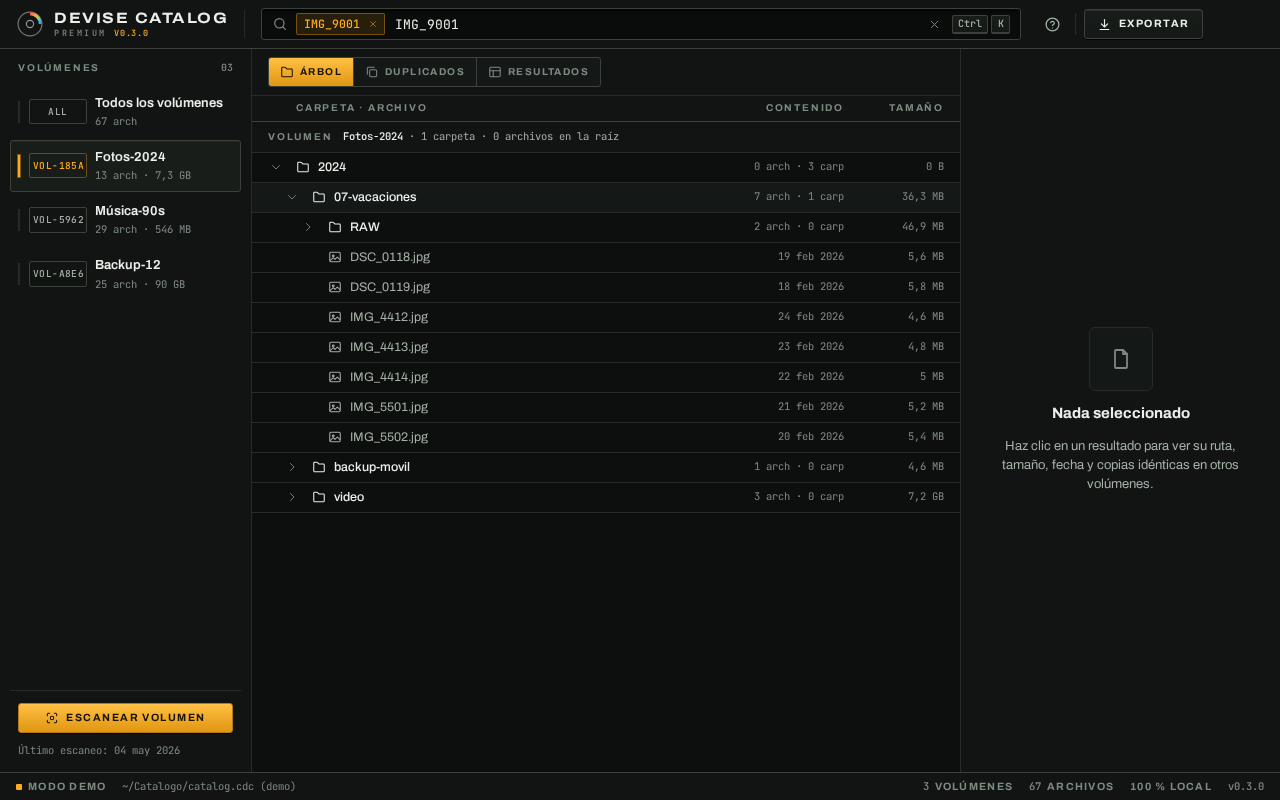 DEVISE CATALOG
PREMIUM V0.3.0
IMG_9001 × IMG_9001
Ctrl K
EXPORTAR
VOLÚMENES 03
ALL
Todos los volúmenes
67 arch
VOL-185A
Fotos-2024
13 arch · 7,3 GB
VOL-5962
Música-90s
29 arch · 546 MB
VOL-A8E6
Backup-12
25 arch · 90 GB
ESCANEAR VOLUMEN
Último escaneo: 04 may 2026
ÁRBOL DUPLICADOS RESULTADOS
CARPETA · ARCHIVO CONTENIDO TAMAÑO
VOLUMEN Fotos-2024 · 1 carpeta · 0 archivos en la raíz
2024 0 arch · 3 carp 0 B
07-vacaciones 7 arch · 1 carp 36,3 MB
RAW 2 arch · 0 carp 46,9 MB
DSC_0118.jpg 19 feb 2026 5,6 MB
DSC_0119.jpg 18 feb 2026 5,8 MB
IMG_4412.jpg 24 feb 2026 4,6 MB
IMG_4413.jpg 23 feb 2026 4,8 MB
IMG_4414.jpg 22 feb 2026 5 MB
IMG_5501.jpg 21 feb 2026 5,2 MB
IMG_5502.jpg 20 feb 2026 5,4 MB
backup-movil 1 arch · 0 carp 4,6 MB
video 3 arch · 0 carp 7,2 GB
Nada seleccionado
Haz clic en un resultado para ver su ruta,
tamaño, fecha y copias idénticas en otros
volúmenes.
MODO DEMO ~/Catalogo/catalog.cdc (demo)
3 VOLÚMENES 67 ARCHIVOS 100 % LOCAL v0.3.0